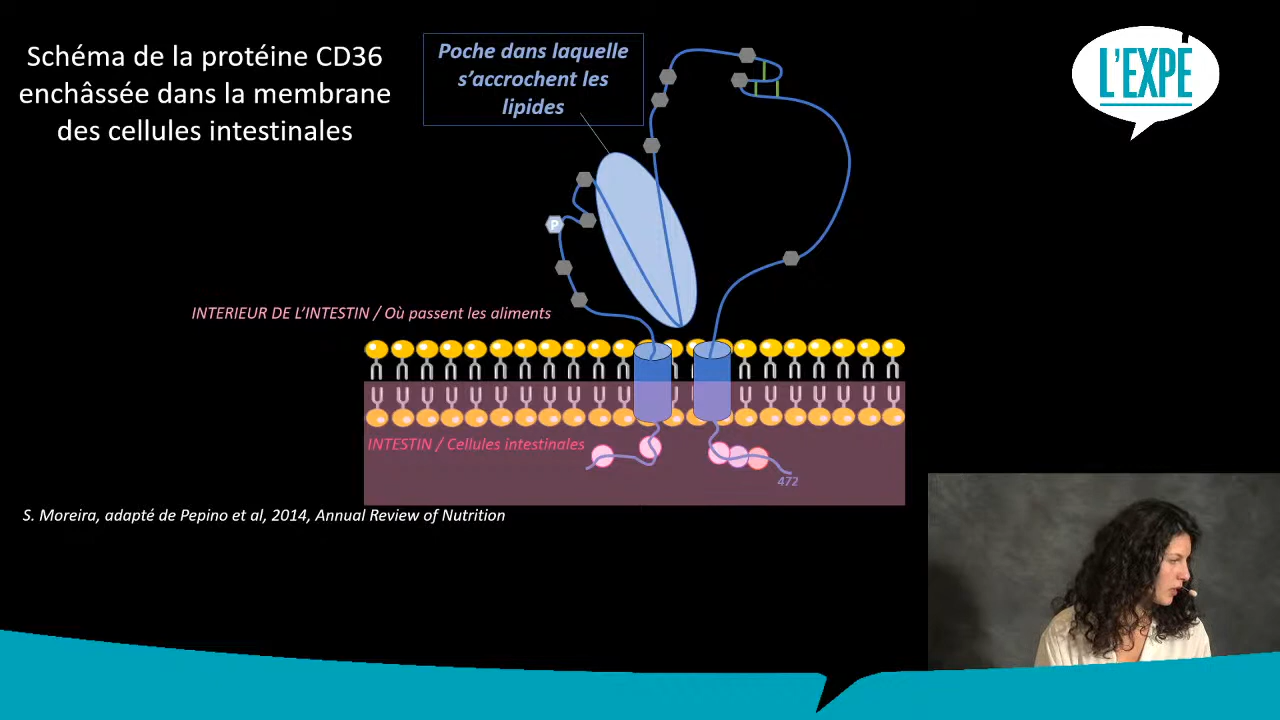 Schéma de la protéine CD36
enchâssée dans la membrane
des cellules intestinales
Poche dans laquelle
s'accrochent les
lipides
L'EXPÉ
P
INTERIEUR DE L'INTESTIN / Où passent les aliments
INTESTIN / Cellules intestinales
472
S. Moreira, adapté de Pepino et al, 2014, Annual Review of Nutrition